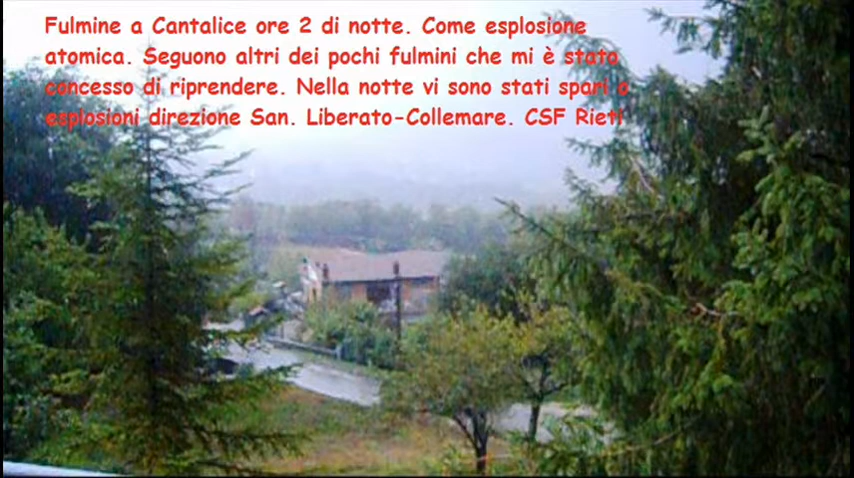 Fulmine a Cantalice ore 2 di notte. Come esplosione
atomica. Seguono altri dei pochi fulmini che mi è stato
concesso di riprendere. Nella notte vi sono stati spari o
esplosioni direzione San. Liberato-Collemare. CSF Rieti